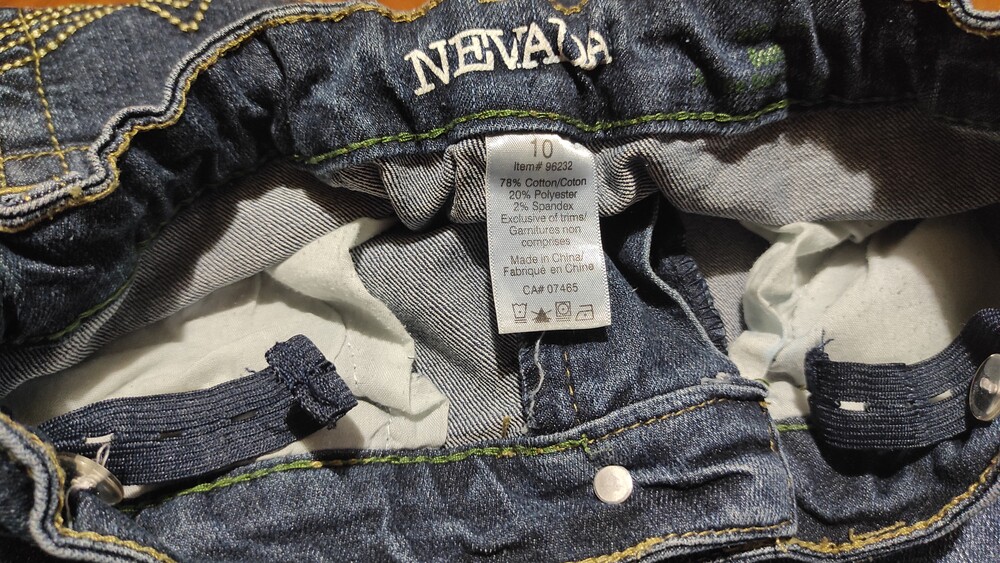 NEVADA
10
Item# 96232
78% Cotton/Coton
20% Polyester
2% Spandex
Exclusive of trims/
Garnitures non
comprises
Made in China/
Fabriqué en Chine
CA# 07465